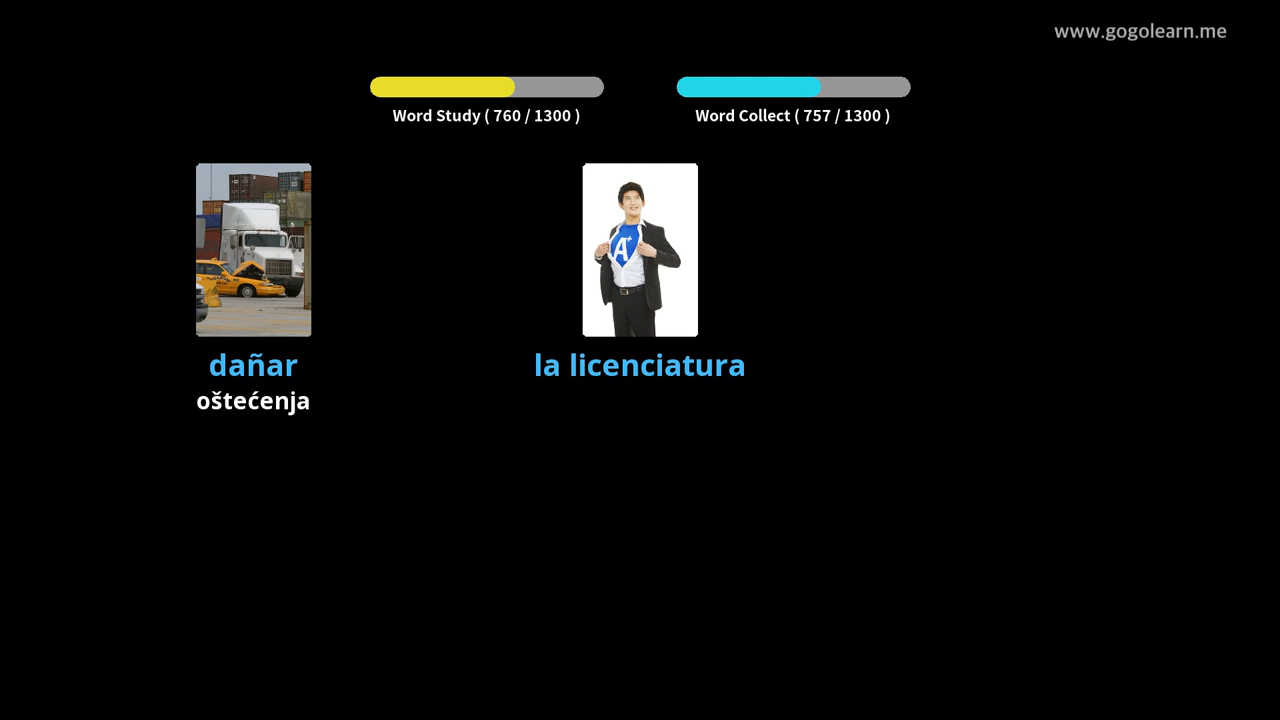 www.gogolearn.me
Word Study ( 760 / 1300 )
Word Collect ( 757 / 1300 )
A+
dañar
la licenciatura
oštećenja